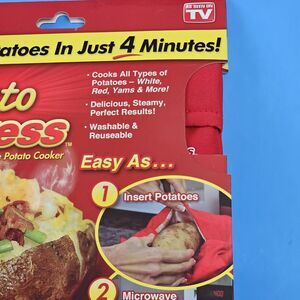 AS SEEN ON
TV
atoes In Just 4 Minutes!
to
ess™
e Potato Cooker
• Cooks All Types of
Potatoes – White,
Red, Yams & More!
• Delicious, Steamy,
Perfect Results!
• Washable &
Reuseable
Easy As...
1
Insert Potatoes
2
Microwave